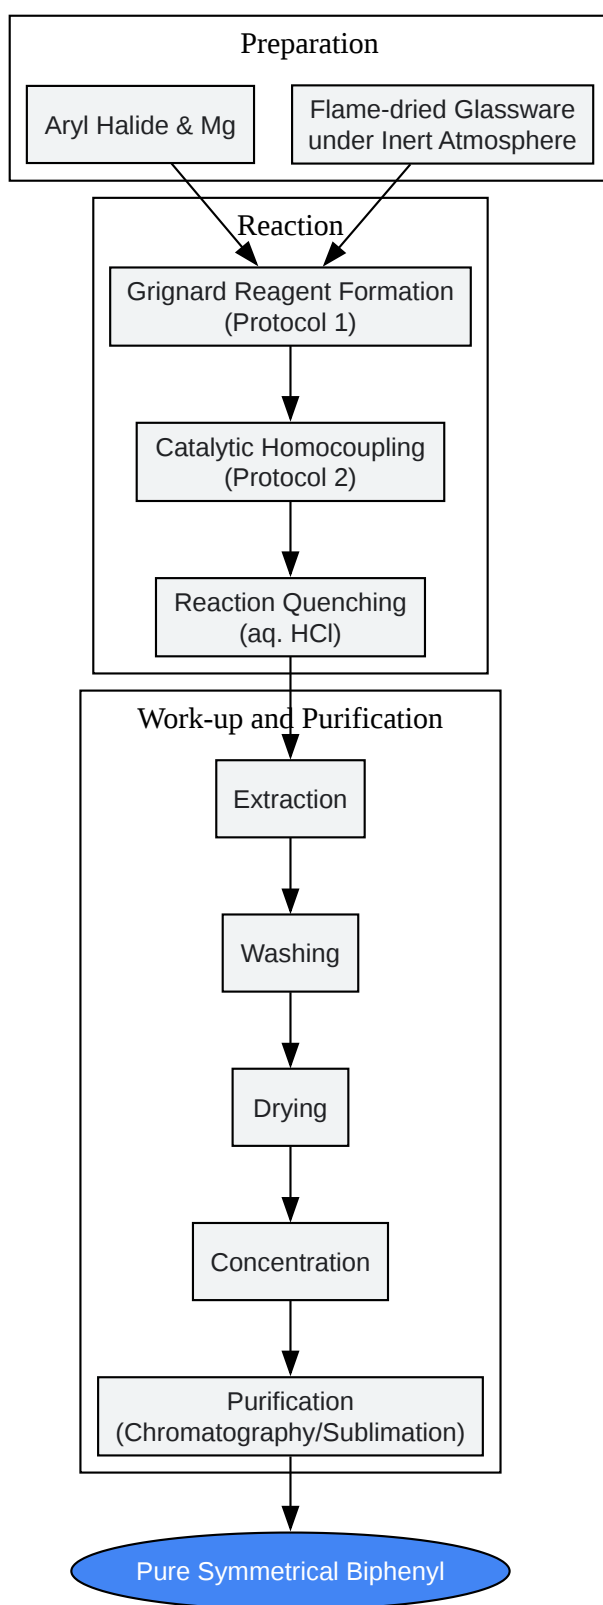 Preparation
Aryl Halide & Mg
Flame-dried Glassware
under Inert Atmosphere
Reaction
Grignard Reagent Formation
(Protocol 1)
Catalytic Homocoupling
(Protocol 2)
Reaction Quenching
(aq. HCl)
Work-up and Purification
Extraction
Washing
Drying
Concentration
Purification
(Chromatography/Sublimation)
Pure Symmetrical Biphenyl